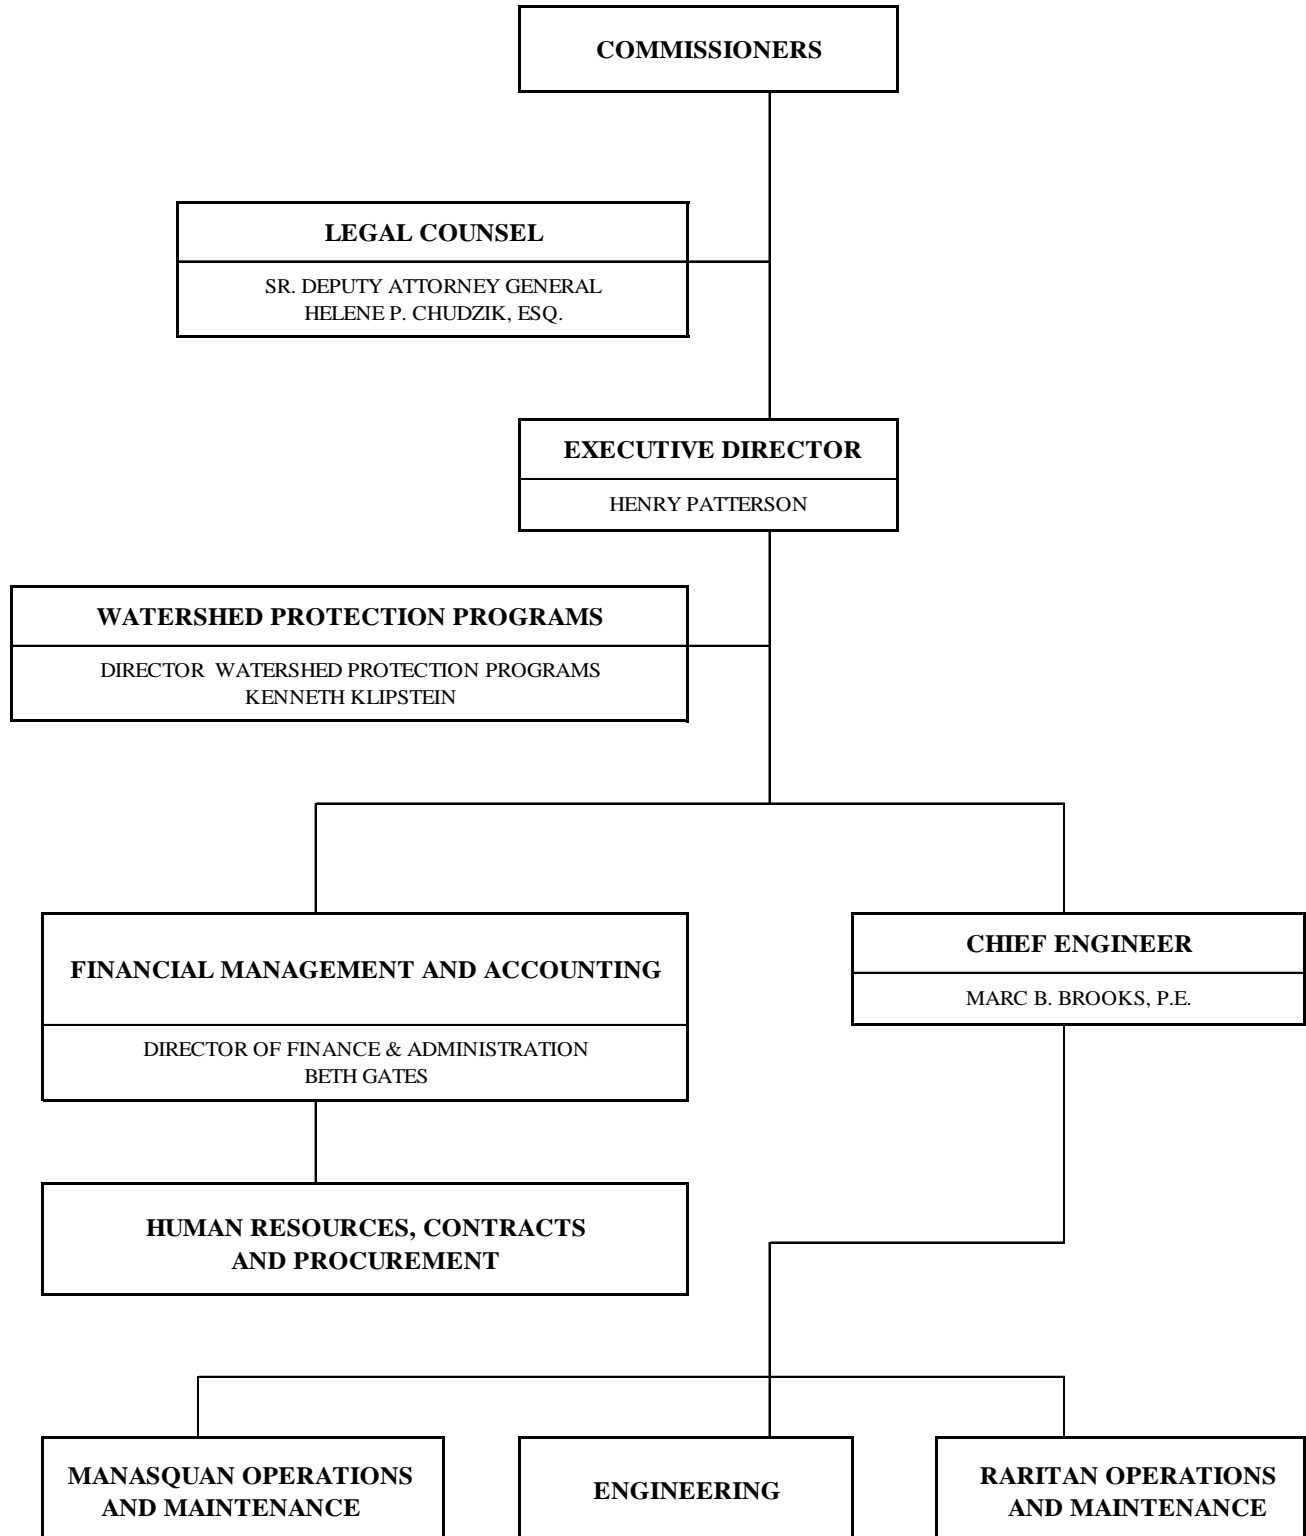 COMMISSIONERS
LEGAL COUNSEL
SR. DEPUTY ATTORNEY GENERAL
HELENE P. CHUDZIK, ESQ.
EXECUTIVE DIRECTOR
HENRY PATTERSON
WATERSHED PROTECTION PROGRAMS
DIRECTOR WATERSHED PROTECTION PROGRAMS
KENNETH KLIPSTEIN
FINANCIAL MANAGEMENT AND ACCOUNTING
DIRECTOR OF FINANCE & ADMINISTRATION
BETH GATES
CHIEF ENGINEER
MARC B. BROOKS, P.E.
HUMAN RESOURCES, CONTRACTS
AND PROCUREMENT
MANASQUAN OPERATIONS
AND MAINTENANCE
ENGINEERING
RARITAN OPERATIONS
AND MAINTENANCE